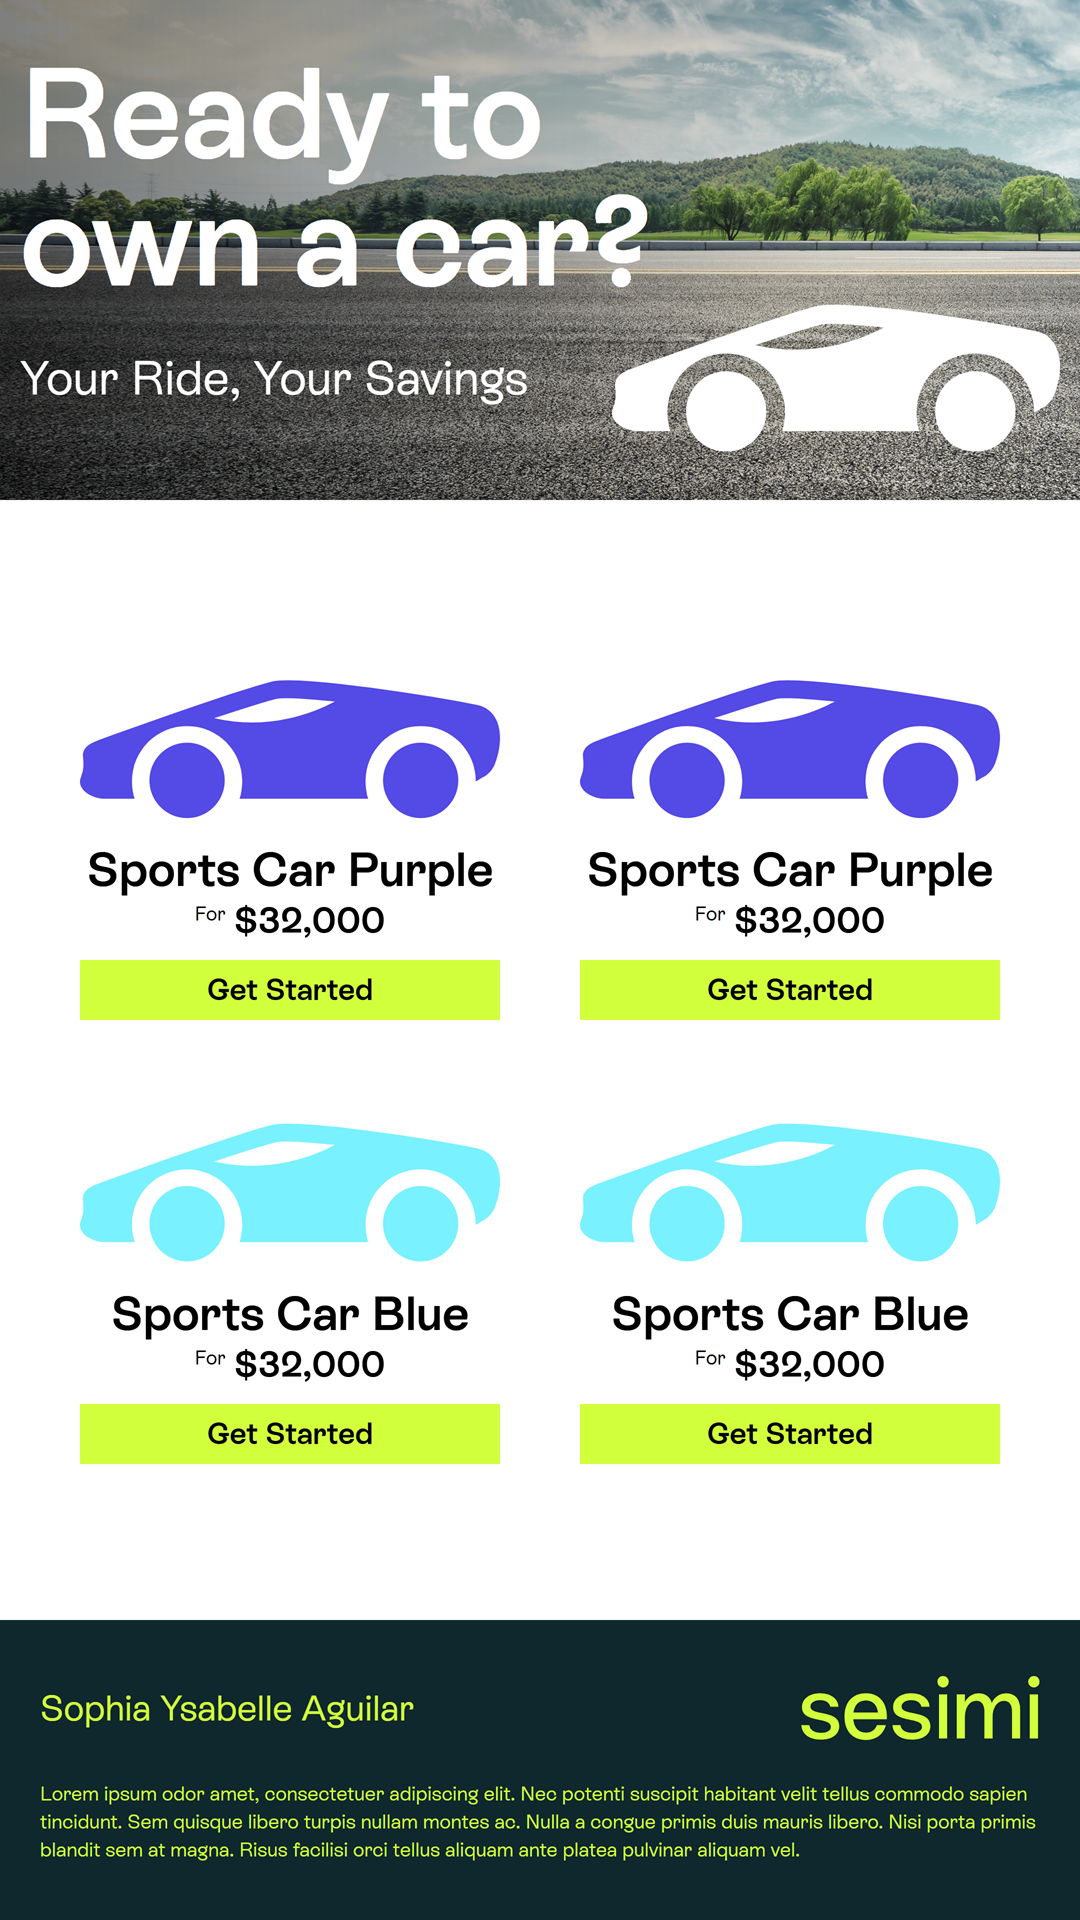 Ready to
own a car?
Your Ride, Your Savings
Sports Car Purple
For $32,000
Get Started
Sports Car Purple
For $32,000
Get Started
Sports Car Blue
For $32,000
Get Started
Sports Car Blue
For $32,000
Get Started
Sophia Ysabelle Aguilar
sesimi
Lorem ipsum odor amet, consectetuer adipiscing elit. Nec potenti suscipit habitant velit tellus commodo sapien
tincidunt. Sem quisque libero turpis nullam montes ac. Nulla a congue primis duis mauris libero. Nisi porta primis
blandit sem at magna. Risus facilisi orci tellus aliquam ante platea pulvinar aliquam vel.